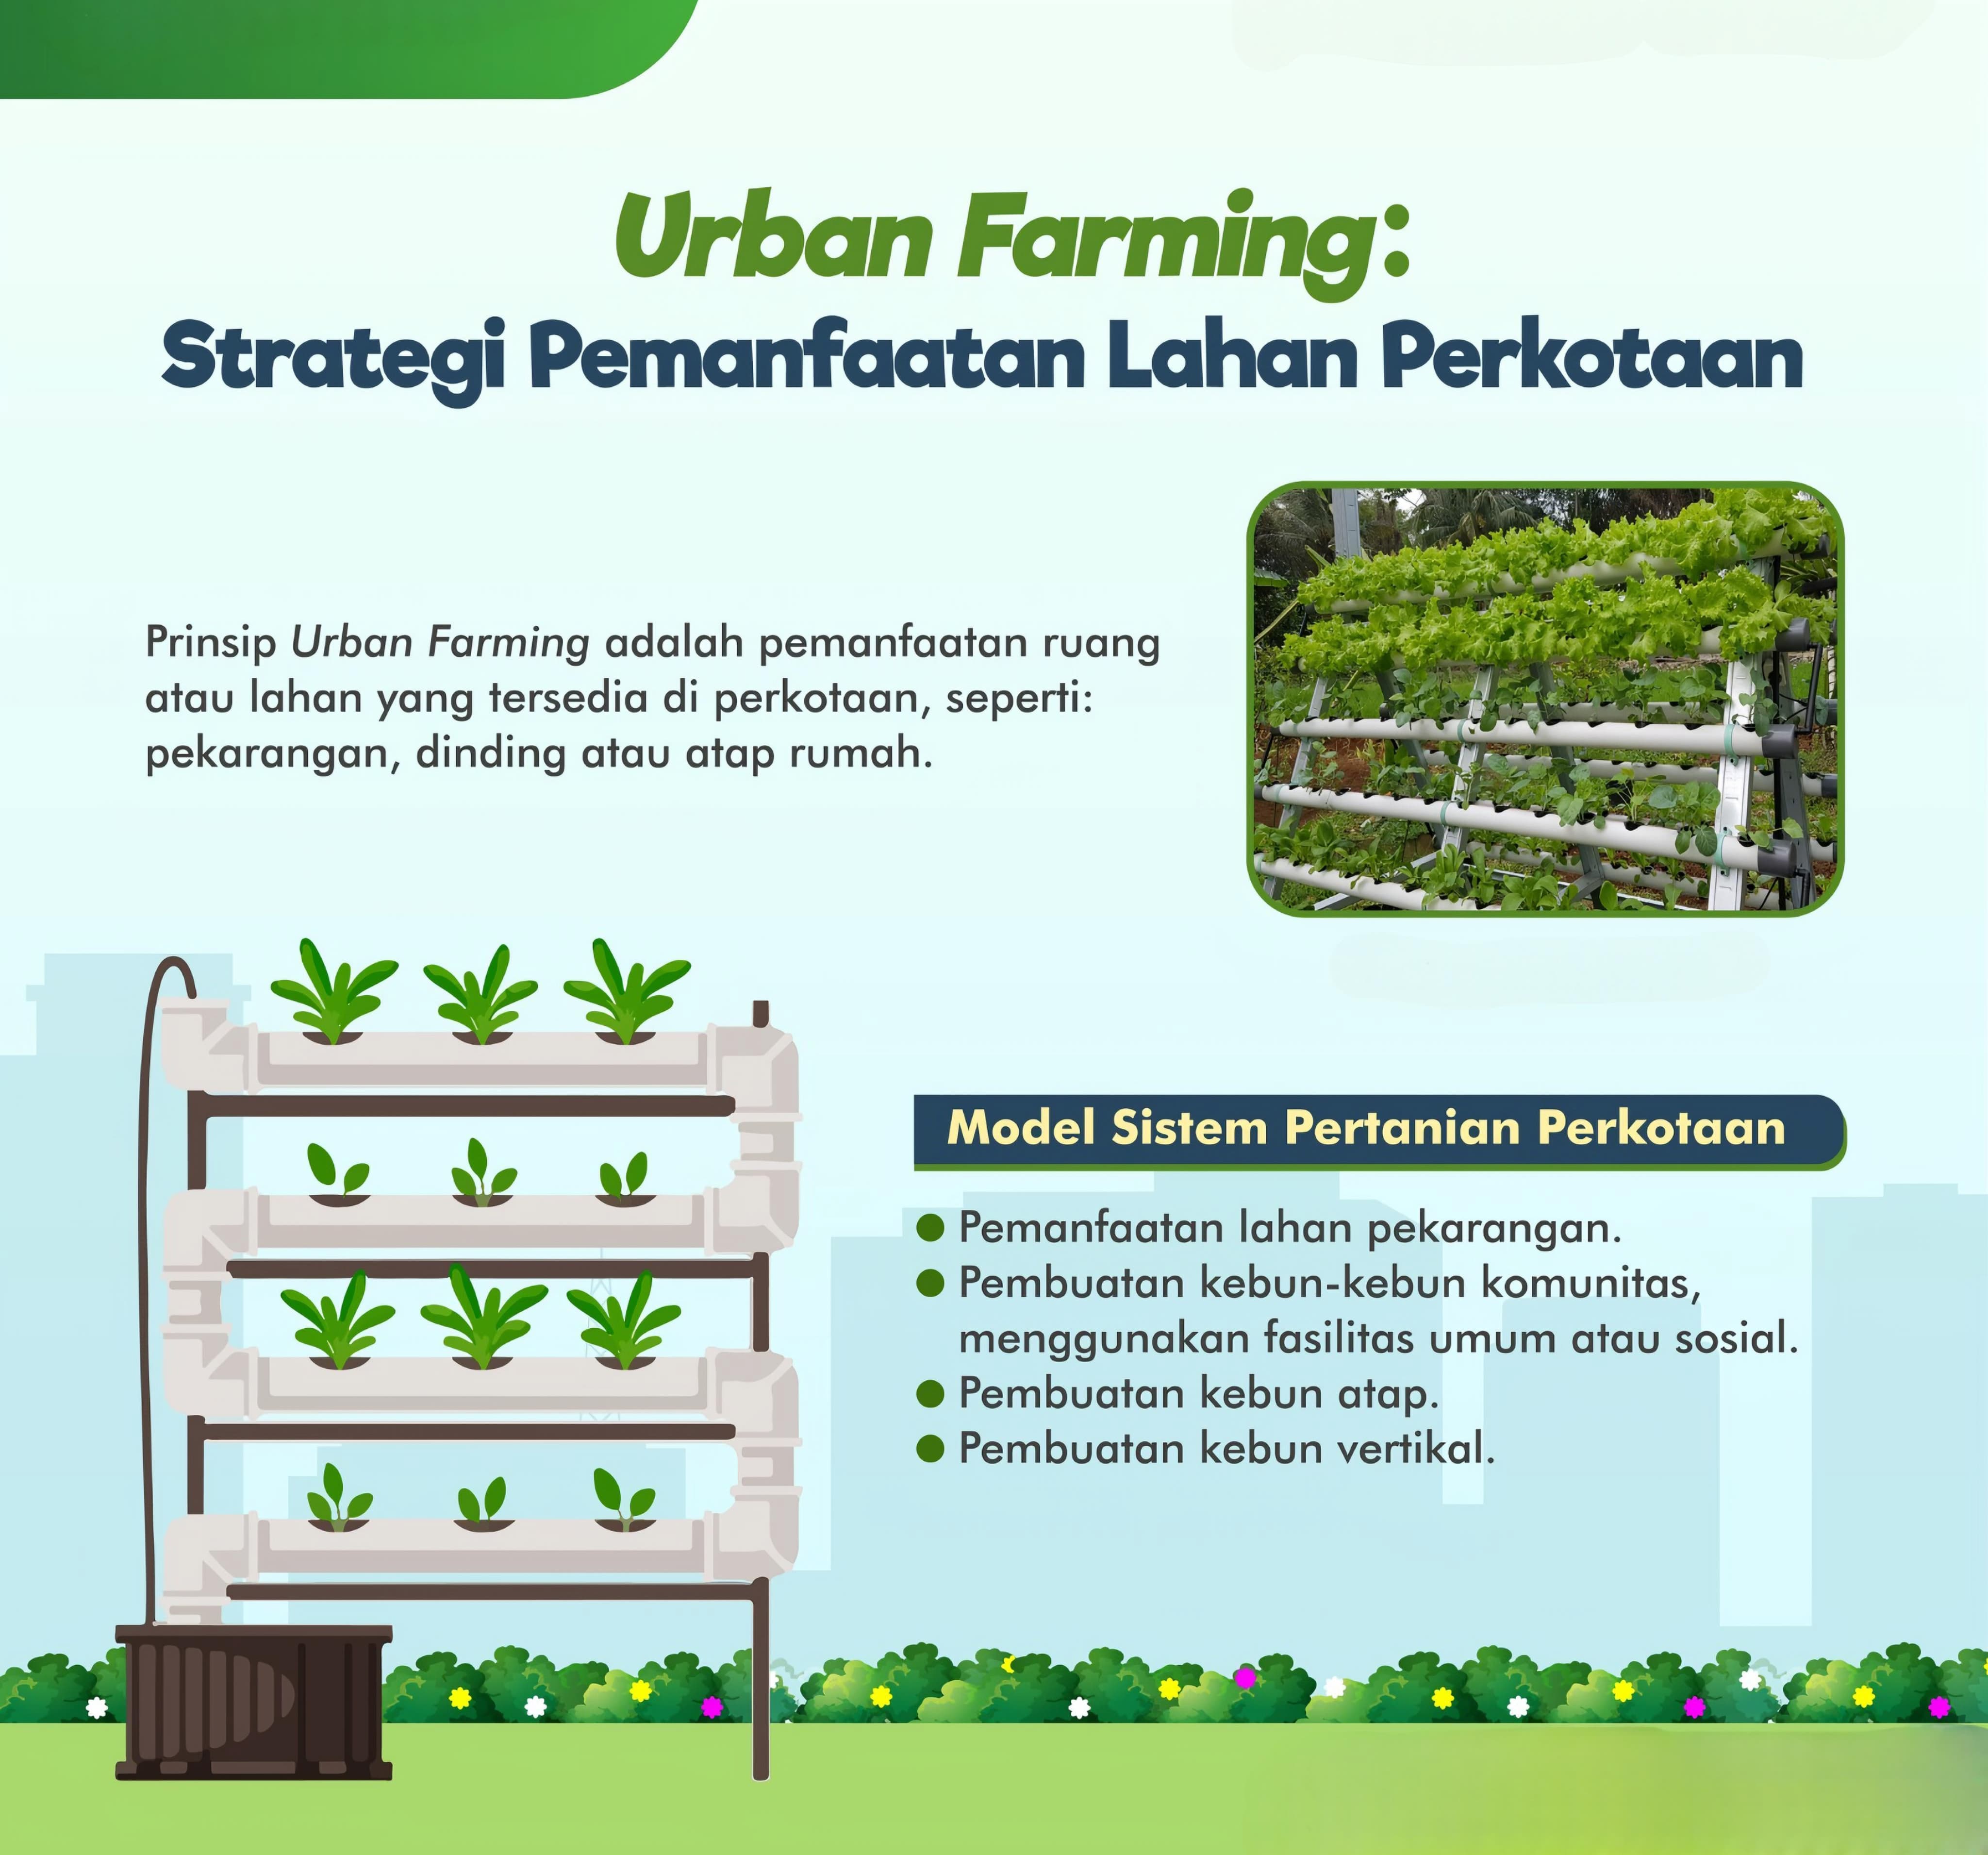 Urban Farming:
Strategi Pemanfaatan Lahan Perkotaan
Prinsip Urban Farming adalah pemanfaatan ruang
atau lahan yang tersedia di perkotaan, seperti:
pekarangan, dinding atau atap rumah.
Model Sistem Pertanian Perkotaan
Pemanfaatan lahan pekarangan.
Pembuatan kebun-kebun komunitas,
menggunakan fasilitas umum atau sosial.
Pembuatan kebun atap.
Pembuatan kebun vertikal.